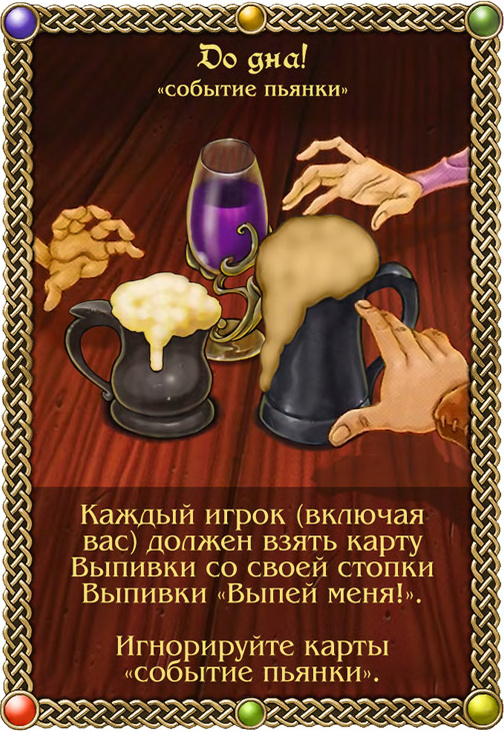 До дна!
«событие пьянки»
Каждый игрок (включая
вас) должен взять карту
Выпивки со своей стопки
Выпивки «Выпей меня!».
Игнорируйте карты
«событие пьянки».